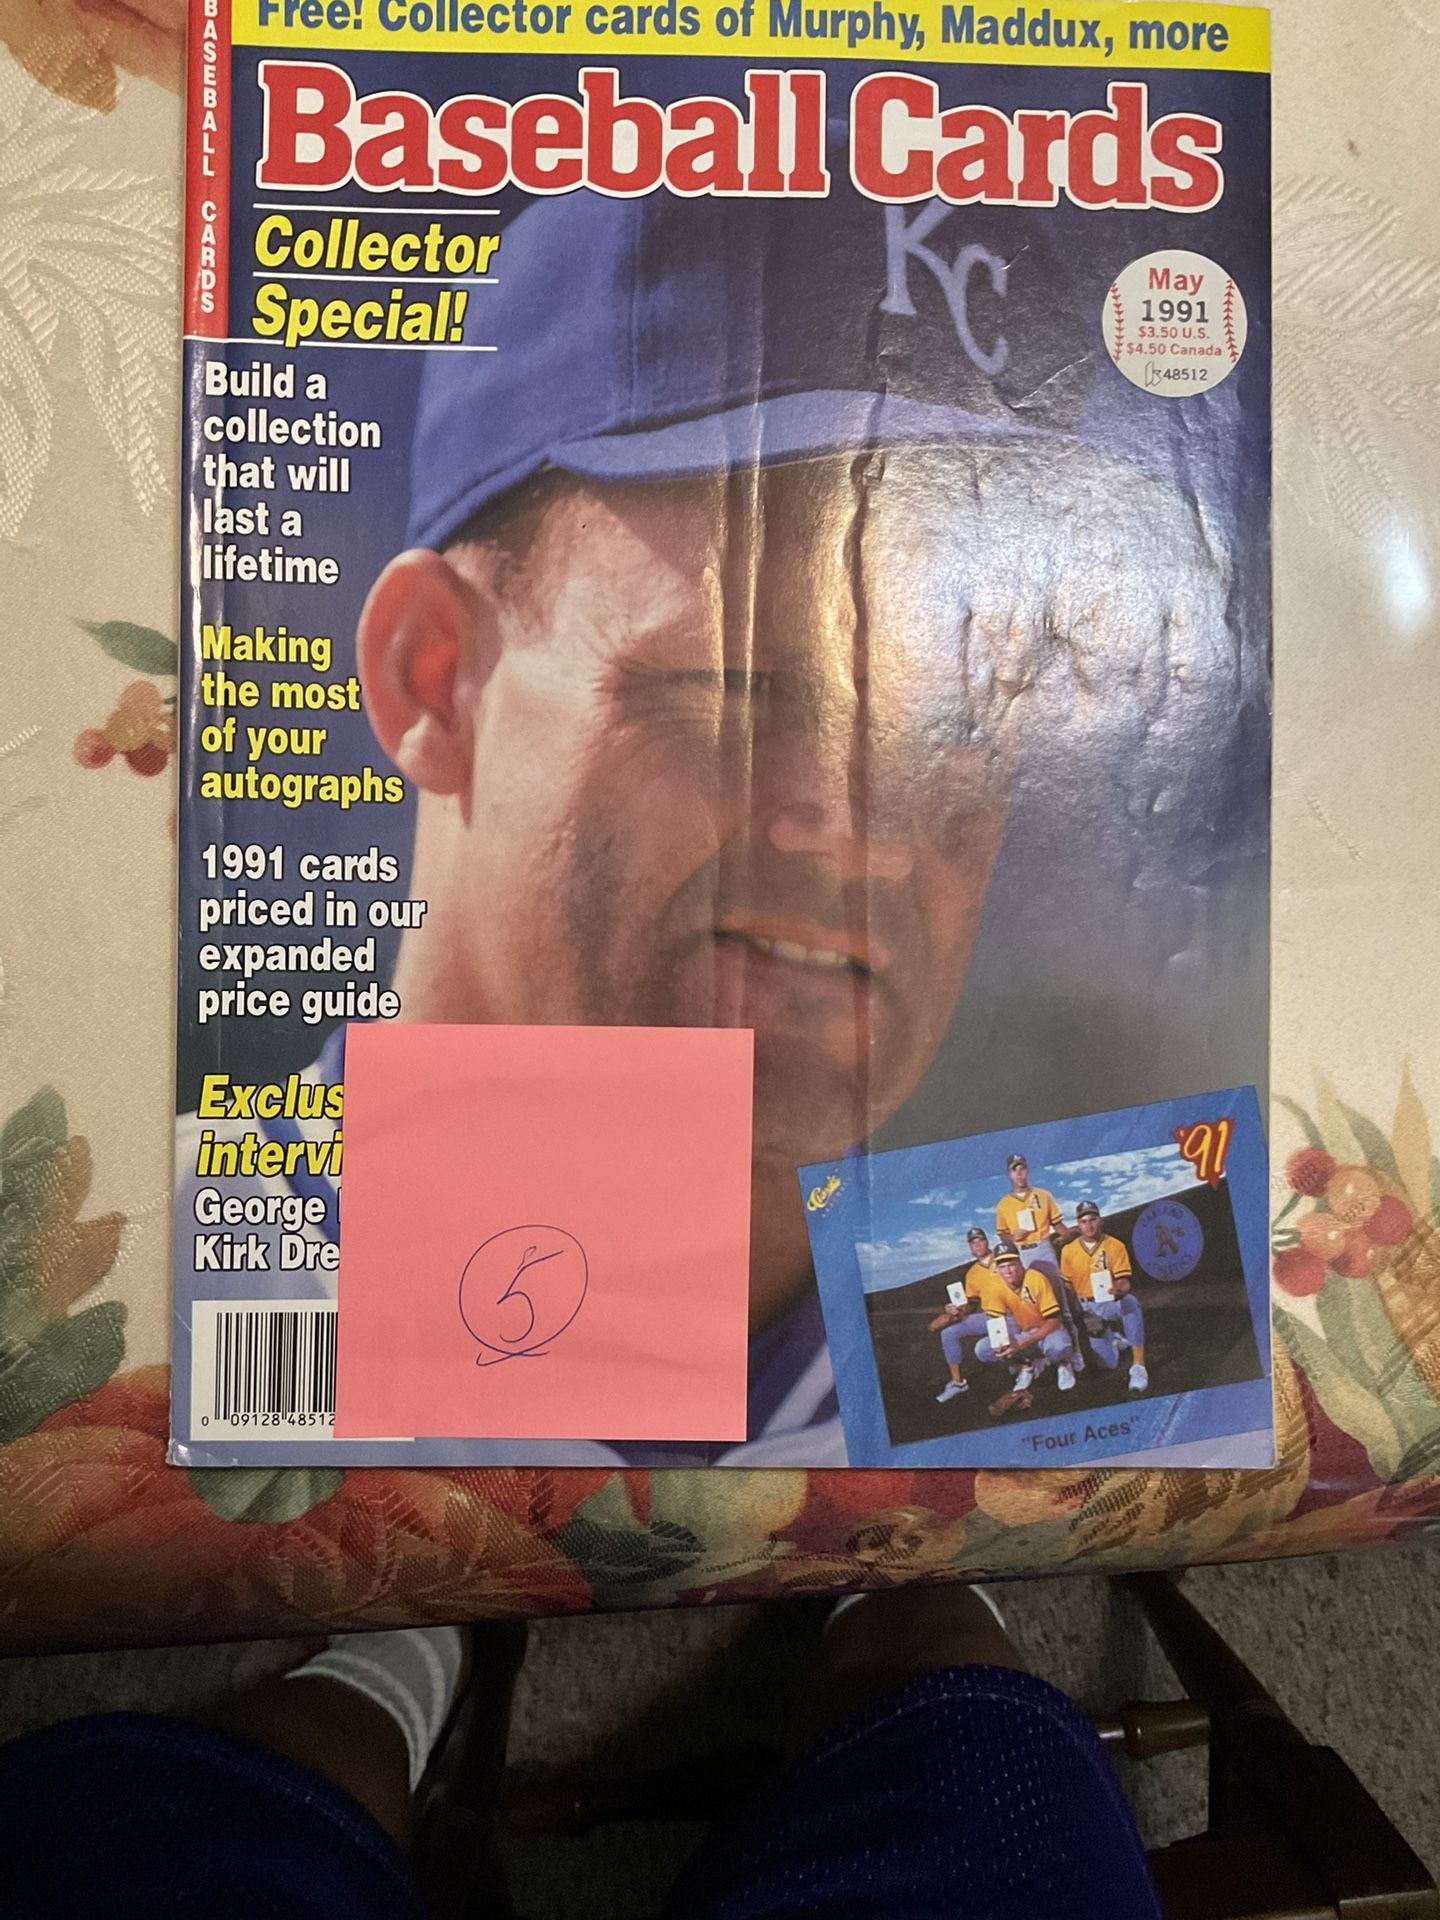 Free! Collector cards of Murphy, Maddux, more
BASEBALL CARDS
Baseball Cards
KC
Collector
Special!
May
1991
$3.50 U.S.
$4.50 Canada
48512
Build a
collection
that will
last a
lifetime
Making
the most
of your
autographs
1991 cards
priced in our
expanded
price guide
Exclus
intervi
George
Kirk Dre
5
0 09128 48512
Classic
'91
A's
"Four Aces"